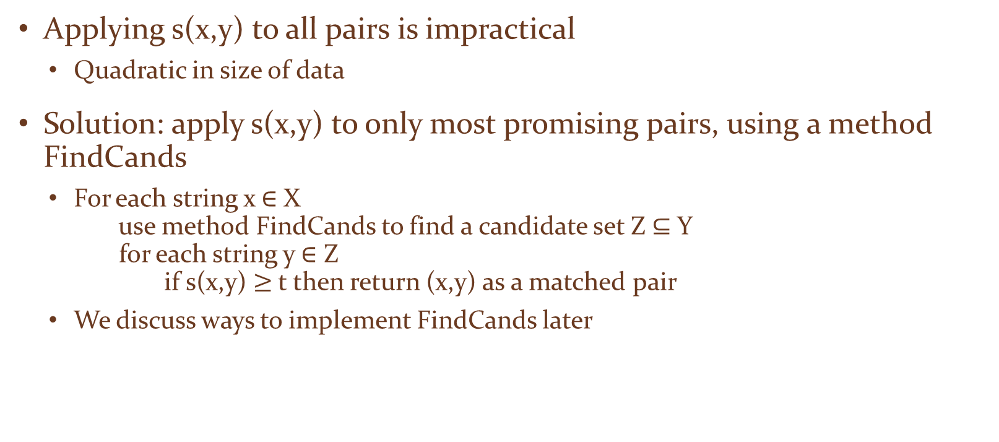 • Applying s(x,y) to all pairs is impractical
• Quadratic in size of data
• Solution: apply s(x,y) to only most promising pairs, using a method
FindCands
• For each string x ∈ X
use method FindCands to find a candidate set Z ⊆ Y
for each string y ∈ Z
if s(x,y) ≥ t then return (x,y) as a matched pair
• We discuss ways to implement FindCands later